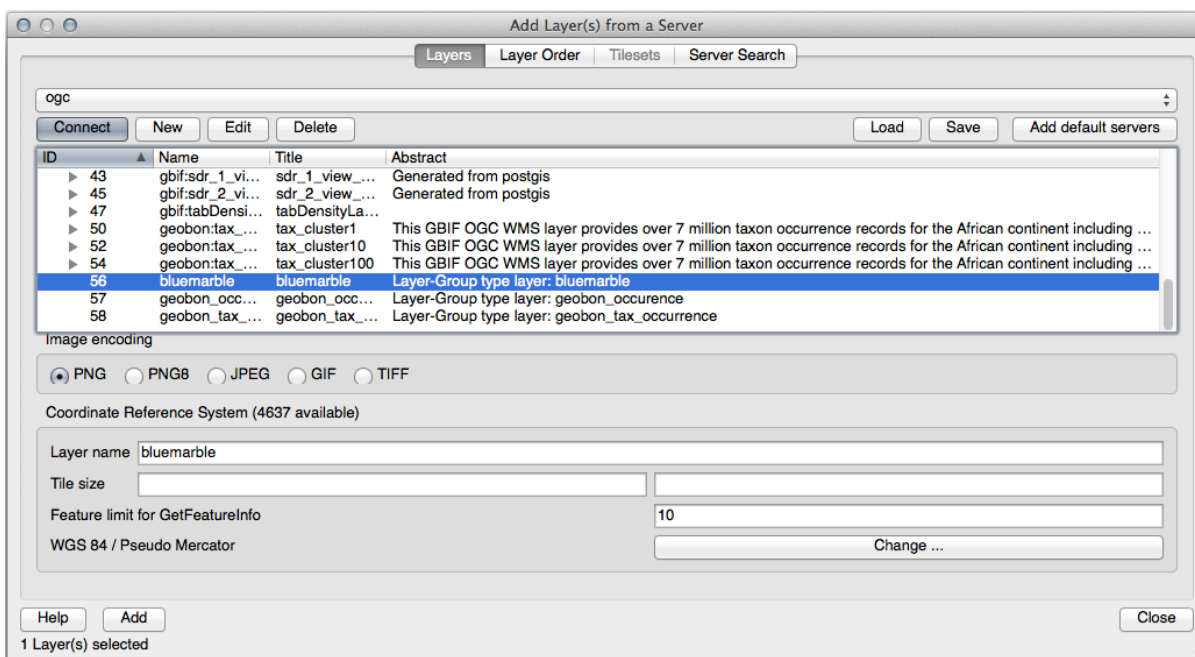 Add Layer(s) from a Server
Layers Layer Order Tilesets Server Search
ogc
Connect New Edit Delete Load Save Add default servers
ID Name Title Abstract
43 gbif:sdr_1_vi... sdr_1_view_... Generated from postgis
45 gbif:sdr_2_vi... sdr_2_view_... Generated from postgis
47 gbif:tabDensi... tabDensityLa...
50 geobon:tax_... tax_cluster1 This GBIF OGC WMS layer provides over 7 million taxon occurrence records for the African continent including ...
52 geobon:tax_... tax_cluster10 This GBIF OGC WMS layer provides over 7 million taxon occurrence records for the African continent including ...
54 geobon:tax_... tax_cluster100 This GBIF OGC WMS layer provides over 7 million taxon occurrence records for the African continent including ...
56 bluemarble bluemarble Layer-Group type layer: bluemarble
57 geobon_occ... geobon_occ... Layer-Group type layer: geobon_occurence
58 geobon_tax_... geobon_tax_... Layer-Group type layer: geobon_tax_occurrence
Image encoding
PNG PNG8 JPEG GIF TIFF
Coordinate Reference System (4637 available)
Layer name bluemarble
Tile size
Feature limit for GetFeatureInfo 10
WGS 84 / Pseudo Mercator Change ...
Help Add Close
1 Layer(s) selected